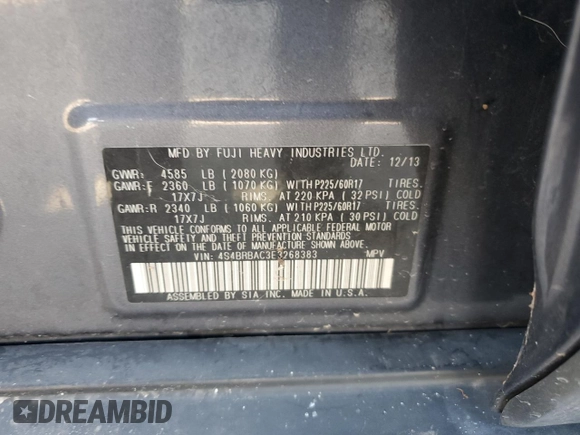 MFD BY FUJI HEAVY INDUSTRIES LTD.
DATE: 12/13
GVWR: 4585 LB ( 2080 KG)
GAWR:F 2360 LB ( 1070 KG) WITH P225/60R17 TIRES.
17X7J RIMS. AT 220 KPA ( 32 PSI) COLD
GAWR:R 2340 LB ( 1060 KG) WITH P225/60R17 TIRES.
17X7J RIMS. AT 210 KPA ( 30 PSI) COLD
THIS VEHICLE CONFORMS TO ALL APPLICABLE FEDERAL MOTOR
VEHICLE SAFETY AND THEFT PREVENTION STANDARDS IN
EFFECT ON THE DATE OF MANUFACTURE SHOWN ABOVE.
VIN: 4S4BRBAC3E3268383 MPV
ASSEMBLED BY SIA INC. MADE IN U.S.A.
DREAMBID